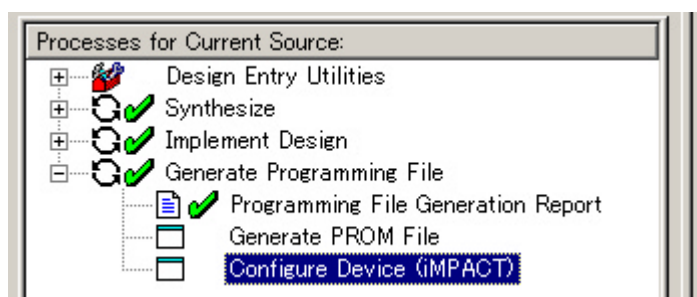 Processes for Current Source:
Design Entry Utilities
Synthesize
Implement Design
Generate Programming File
Programming File Generation Report
Generate PROM File
Configure Device (iMPACT)